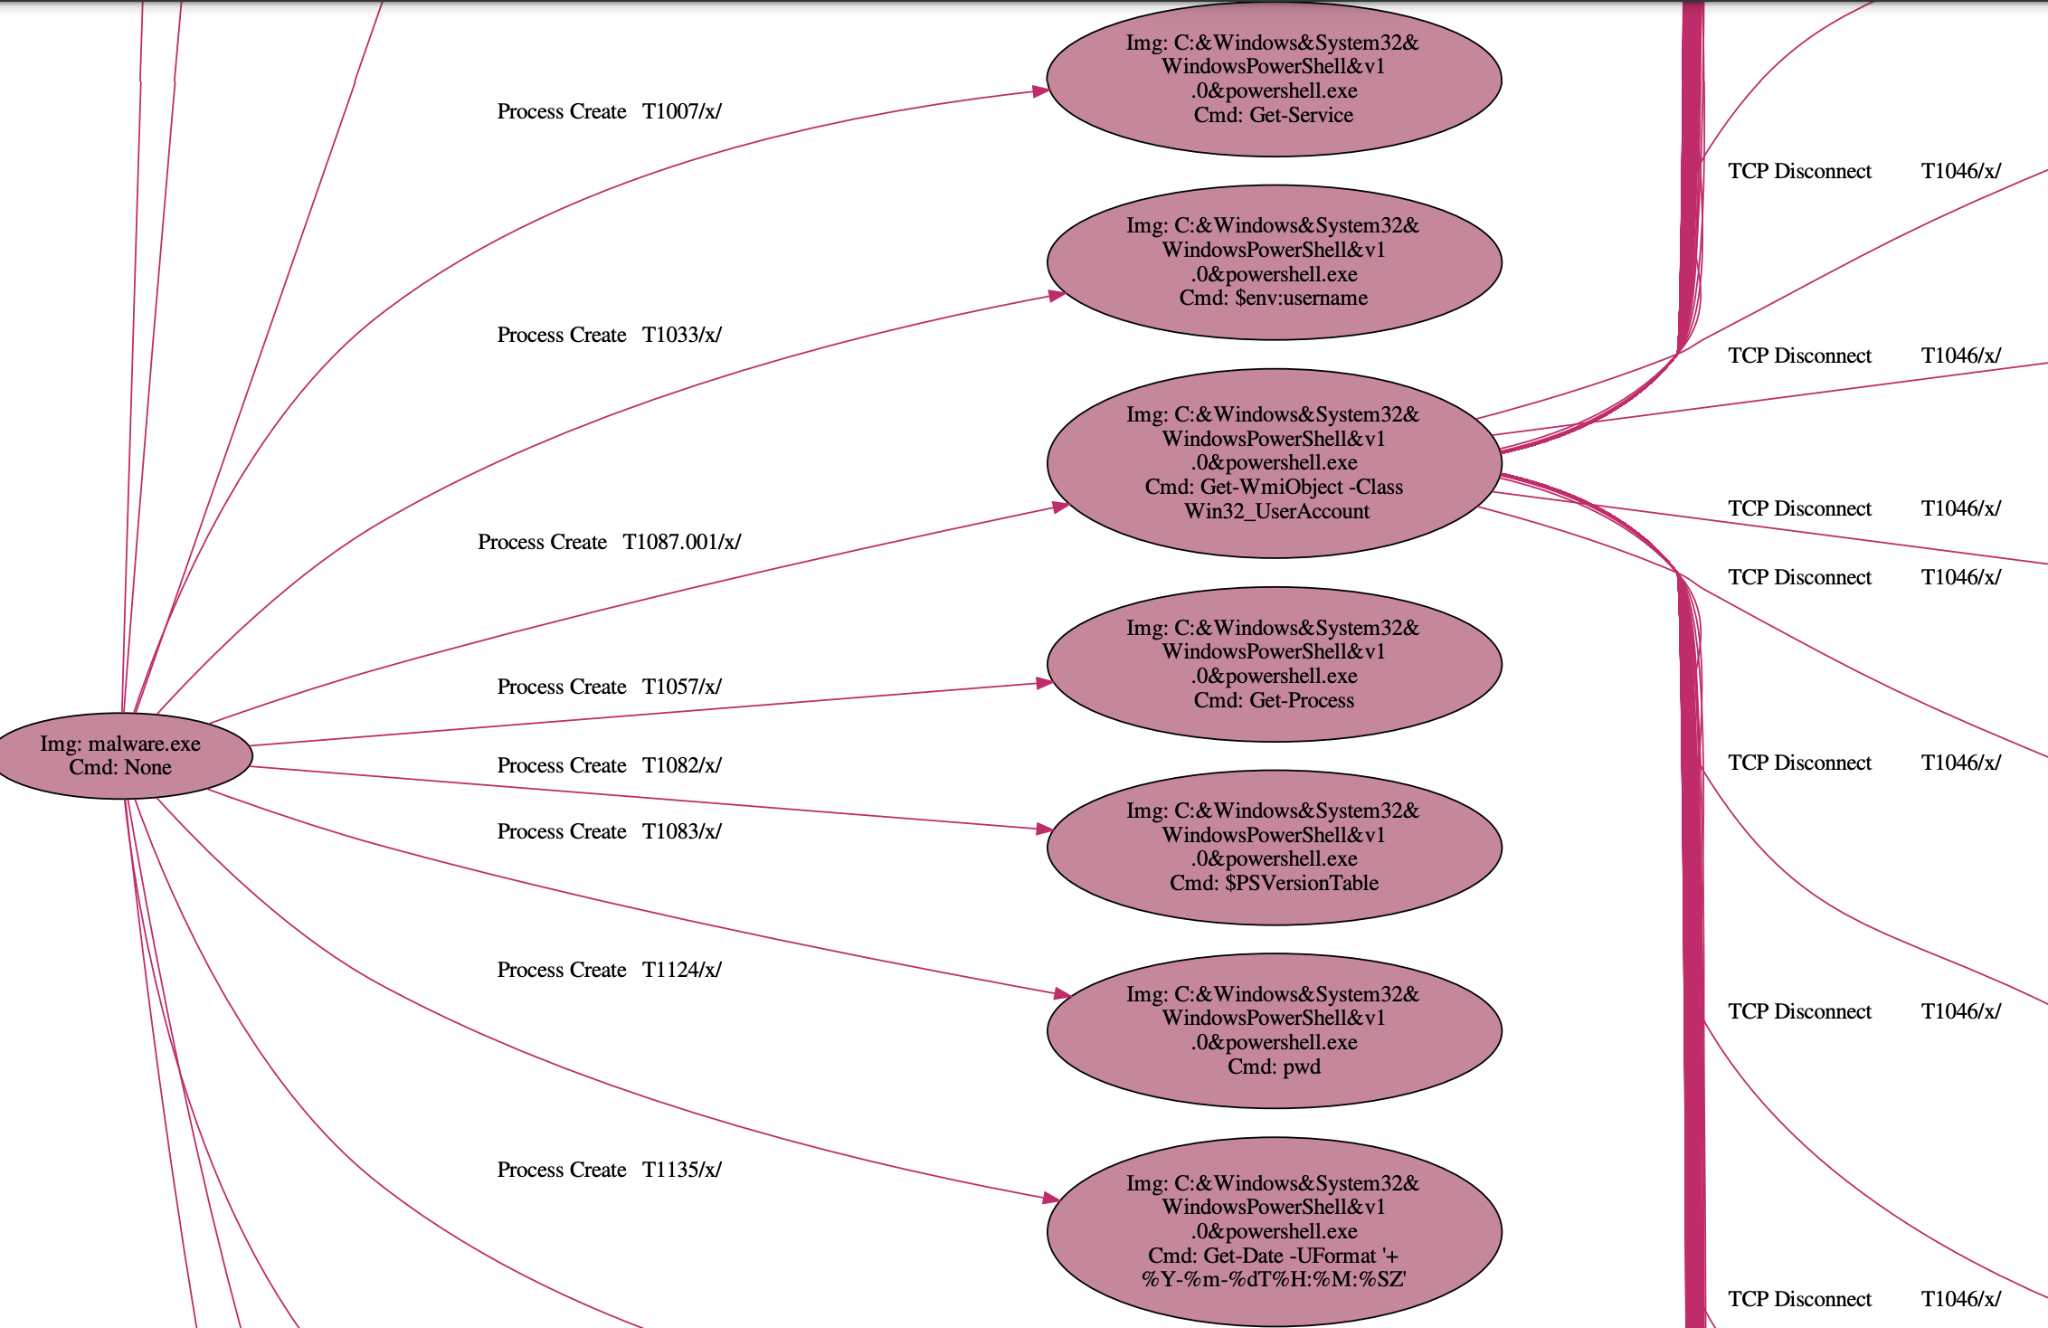 Img: C:&Windows&System32&
WindowsPowerShell&v1
.0&powershell.exe
Cmd: Get-Service
Process Create T1007/x/
TCP Disconnect T1046/x/
Img: C:&Windows&System32&
WindowsPowerShell&v1
.0&powershell.exe
Cmd: $env:username
Process Create T1033/x/
TCP Disconnect T1046/x/
Img: C:&Windows&System32&
WindowsPowerShell&v1
.0&powershell.exe
Cmd: Get-WmiObject -Class
Win32_UserAccount
Process Create T1087.001/x/
TCP Disconnect T1046/x/
TCP Disconnect T1046/x/
Img: C:&Windows&System32&
WindowsPowerShell&v1
.0&powershell.exe
Cmd: Get-Process
Process Create T1057/x/
Img: malware.exe
Cmd: None
Process Create T1082/x/
TCP Disconnect T1046/x/
Process Create T1083/x/
Img: C:&Windows&System32&
WindowsPowerShell&v1
.0&powershell.exe
Cmd: $PSVersionTable
Process Create T1124/x/
TCP Disconnect T1046/x/
Img: C:&Windows&System32&
WindowsPowerShell&v1
.0&powershell.exe
Cmd: pwd
Process Create T1135/x/
Img: C:&Windows&System32&
WindowsPowerShell&v1
.0&powershell.exe
Cmd: Get-Date -UFormat '+
%Y-%m-%dT%H:%M:%SZ'
TCP Disconnect T1046/x/